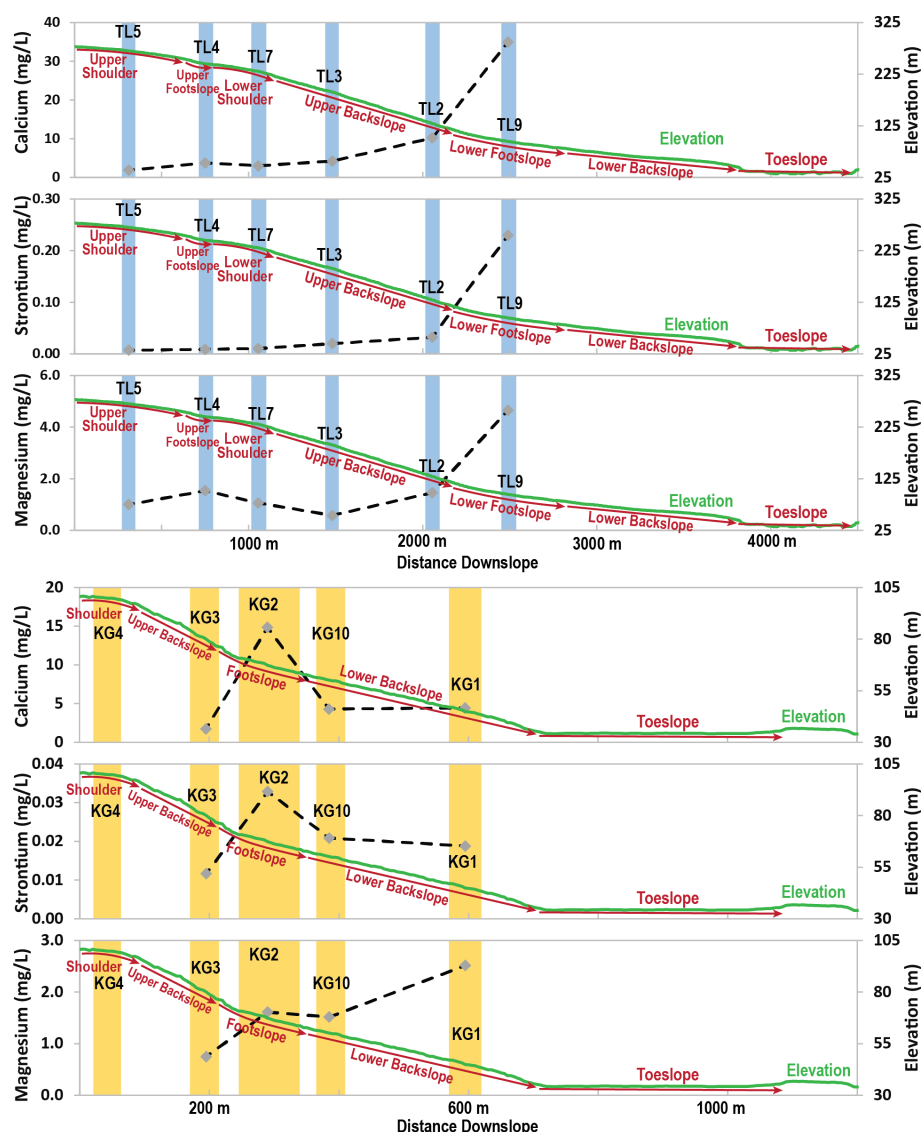 Calcium (mg/L)
40
30
20
10
0
TL5
TL4
TL7
TL3
TL2
TL9
Upper
Shoulder
Upper
Footslope
Lower
Shoulder
Upper Backslope
Lower Footslope
Lower Backslope
Elevation
Toeslope
325
225
125
25
Elevation (m)
Strontium (mg/L)
0.30
0.20
0.10
0.00
TL5
TL4
TL7
TL3
TL2
TL9
Upper
Shoulder
Upper
Footslope
Lower
Shoulder
Upper Backslope
Lower Footslope
Lower Backslope
Elevation
Toeslope
325
225
125
25
Elevation (m)
Magnesium (mg/L)
6.0
4.0
2.0
0.0
TL5
TL4
TL7
TL3
TL2
TL9
Upper
Shoulder
Upper
Footslope
Lower
Shoulder
Upper Backslope
Lower Footslope
Lower Backslope
Elevation
Toeslope
325
225
125
25
Elevation (m)
1000 m
2000 m
3000 m
4000 m
Distance Downslope
Calcium (mg/L)
20
15
10
5
0
Shoulder
KG4
Upper Backslope
KG3
KG2
Footslope
KG10
Lower Backslope
KG1
Toeslope
Elevation
105
80
55
30
Elevation (m)
Strontium (mg/L)
0.04
0.03
0.02
0.01
0.00
Shoulder
KG4
Upper Backslope
KG3
KG2
Footslope
KG10
Lower Backslope
KG1
Toeslope
Elevation
105
80
55
30
Elevation (m)
Magnesium (mg/L)
3.0
2.0
1.0
0.0
Shoulder
KG4
Upper Backslope
KG3
KG2
Footslope
KG10
Lower Backslope
KG1
Toeslope
Elevation
105
80
55
30
Elevation (m)
200 m
600 m
1000 m
Distance Downslope